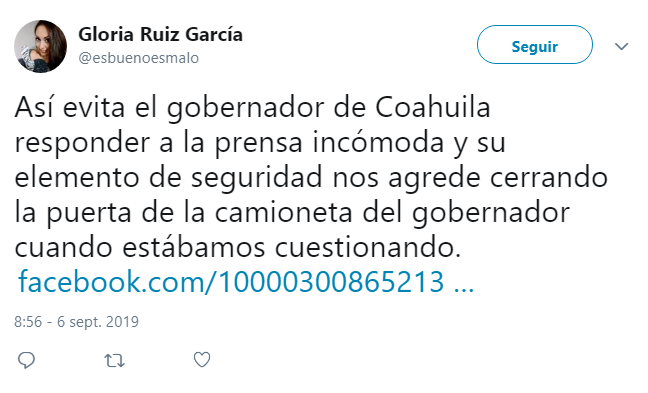 Gloria Ruiz García
@esbuenoesmalo
Seguir
Así evita el gobernador de Coahuila
responder a la prensa incómoda y su
elemento de seguridad nos agrede cerrando
la puerta de la camioneta del gobernador
cuando estábamos cuestionando.
facebook.com/10000300865213 ...
8:56 - 6 sept. 2019